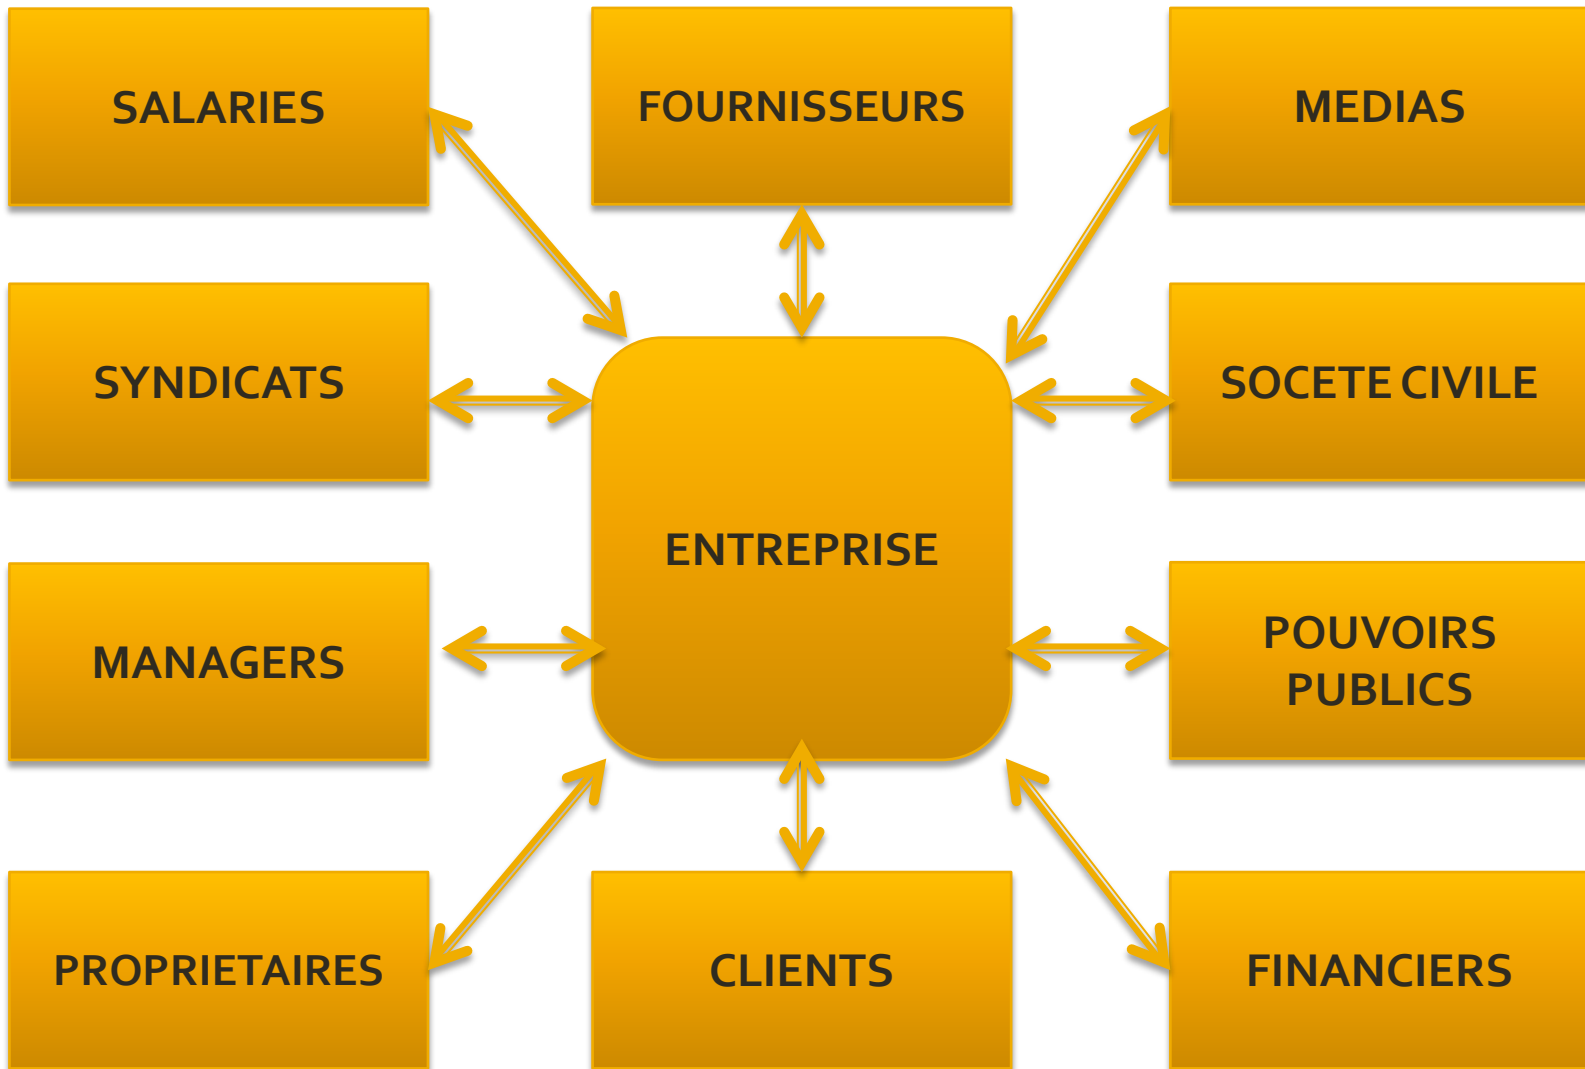 SALARIES
FOURNISSEURS
MEDIAS
SYNDICATS
SOCETE CIVILE
ENTREPRISE
MANAGERS
POUVOIRS
PUBLICS
PROPRIETAIRES
CLIENTS
FINANCIERS